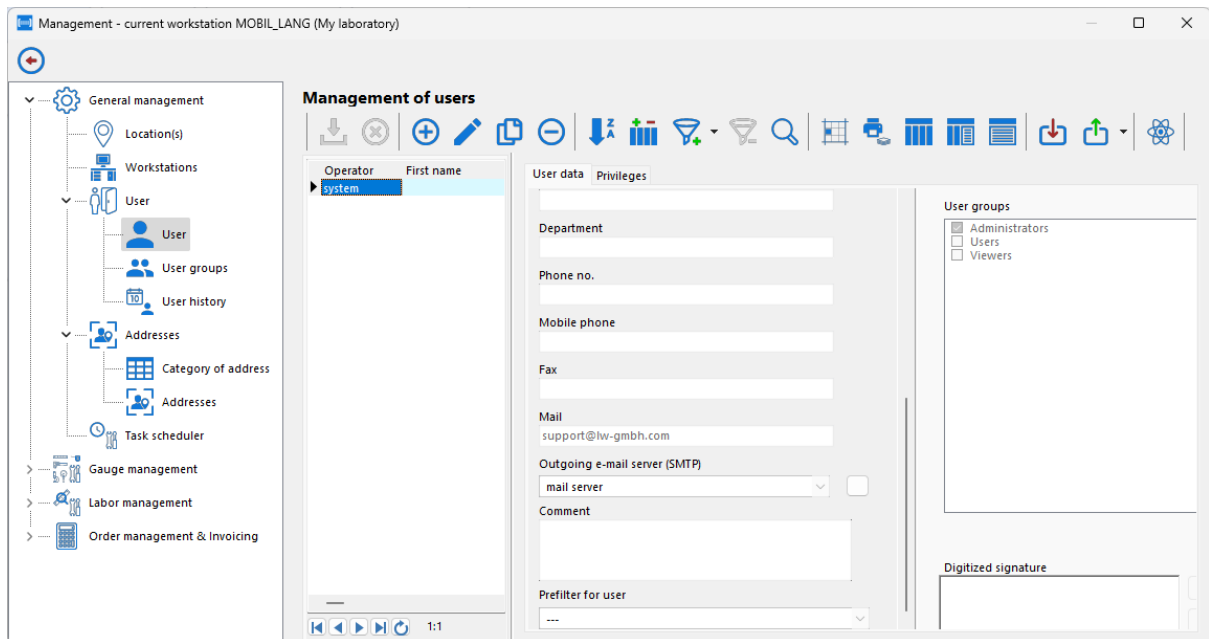 Management - current workstation MOBIL_LANG (My laboratory)
General management
Location(s)
Workstations
User
User
User groups
10
User history
Addresses
Category of address
Addresses
Task scheduler
Gauge management
Labor management
Order management & Invoicing
Management of users
Z
A
Operator First name
system
1:1
User data Privileges
Department
Phone no.
Mobile phone
Fax
Mail
support@lw-gmbh.com
Outgoing e-mail server (SMTP)
mail server
Comment
Prefilter for user
---
User groups
Administrators
Users
Viewers
Digitized signature